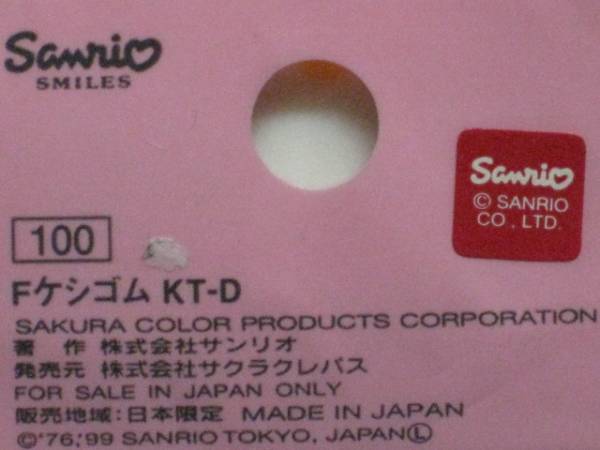 Sanrio
SMILES
Sanrio
© SANRIO
CO., LTD.
100
Fケシゴム KT-D
SAKURA COLOR PRODUCTS CORPORATION
著 作 株式会社サンリオ
発売元 株式会社サクラクレパス
FOR SALE IN JAPAN ONLY
販売地域:日本限定 MADE IN JAPAN
©'76,'99 SANRIO TOKYO, JAPAN Ⓛ